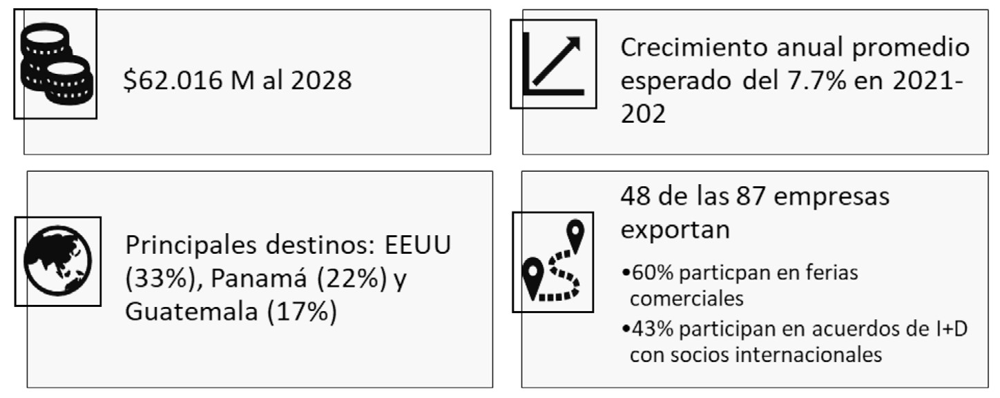 $62.016 M al 2028
Crecimiento anual promedio
esperado del 7.7% en 2021-
202
Principales destinos: EEUU
(33%), Panamá (22%) y
Guatemala (17%)
48 de las 87 empresas
exportan
•60% particpan en ferias
comerciales
•43% participan en acuerdos de I+D
con socios internacionales